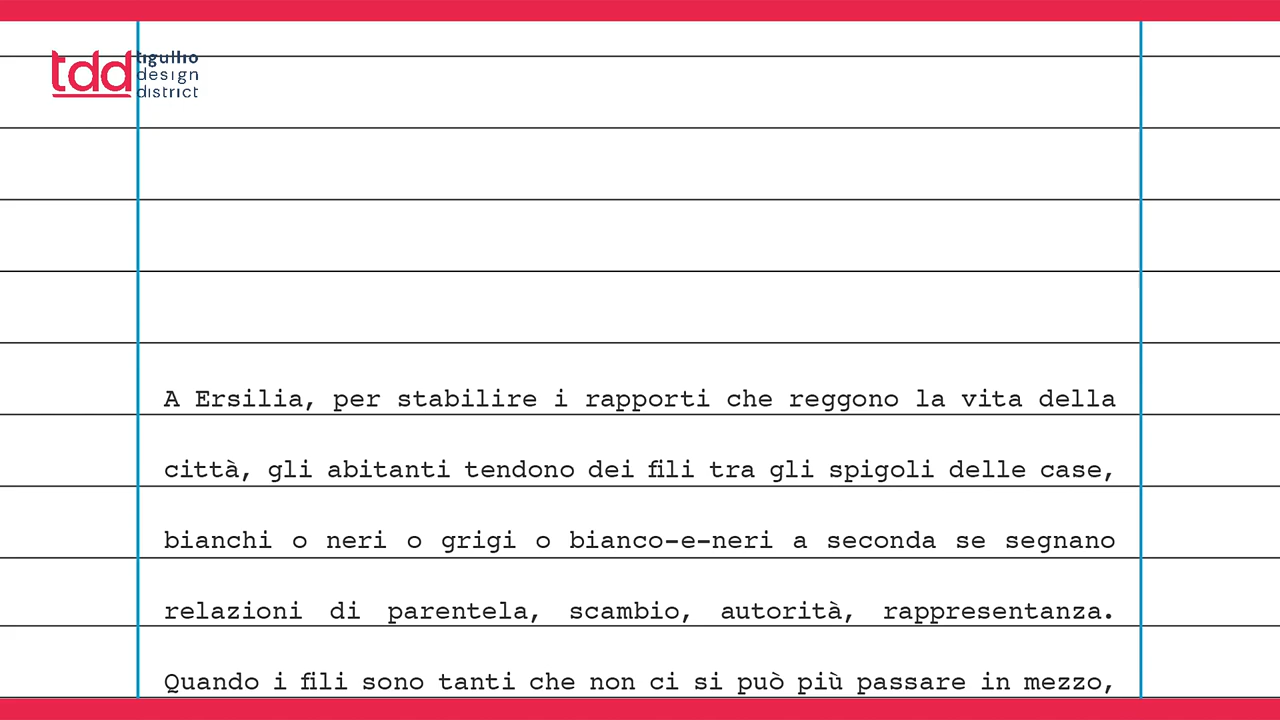 tdd tigullio
design
district
A Ersilia, per stabilire i rapporti che reggono la vita della
città, gli abitanti tendono dei fili tra gli spigoli delle case,
bianchi o neri o grigi o bianco-e-neri a seconda se segnano
relazioni di parentela, scambio, autorità, rappresentanza.
Quando i fili sono tanti che non ci si può più passare in mezzo,